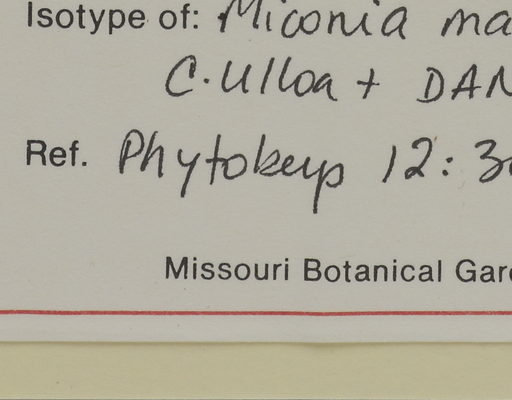 Isotype of: Miconia ma
C. Ulloa + DAN
Ref. Phytokeys 12: 3
Missouri Botanical Gar